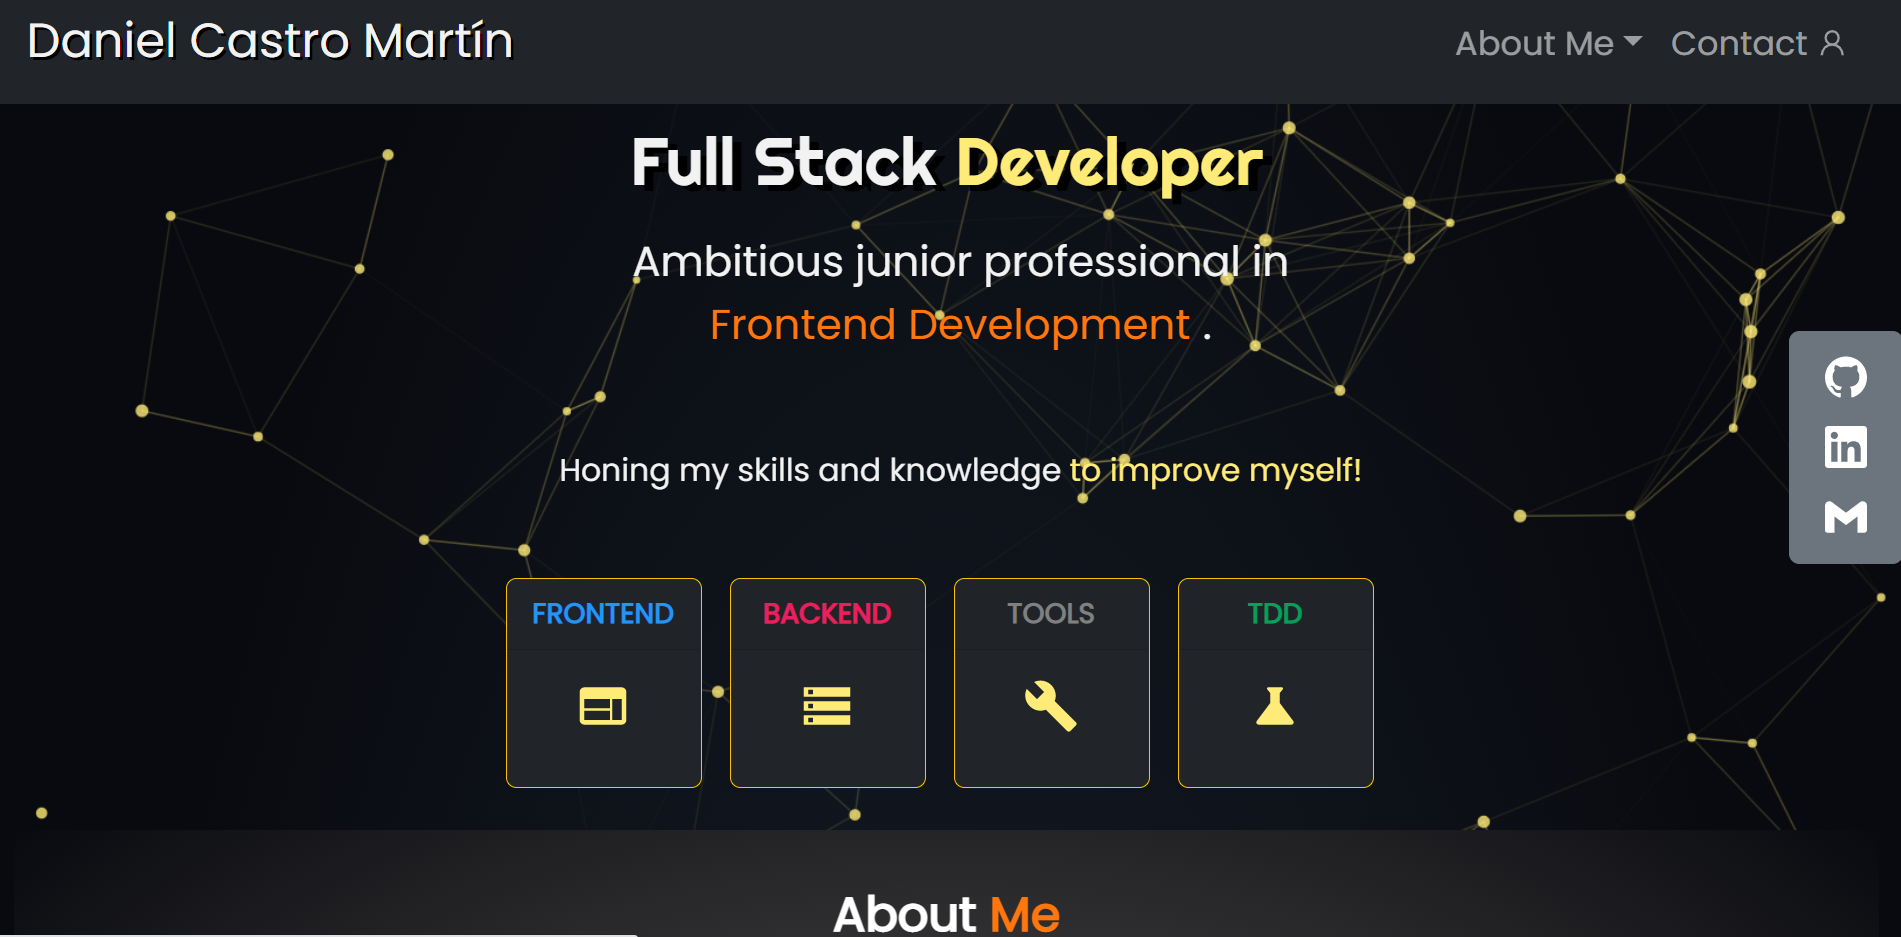 Daniel Castro Martín
About Me
Contact
Full Stack Developer
Ambitious junior professional in
Frontend Development .
Honing my skills and knowledge to improve myself!
FRONTEND
BACKEND
TOOLS
TDD
About Me